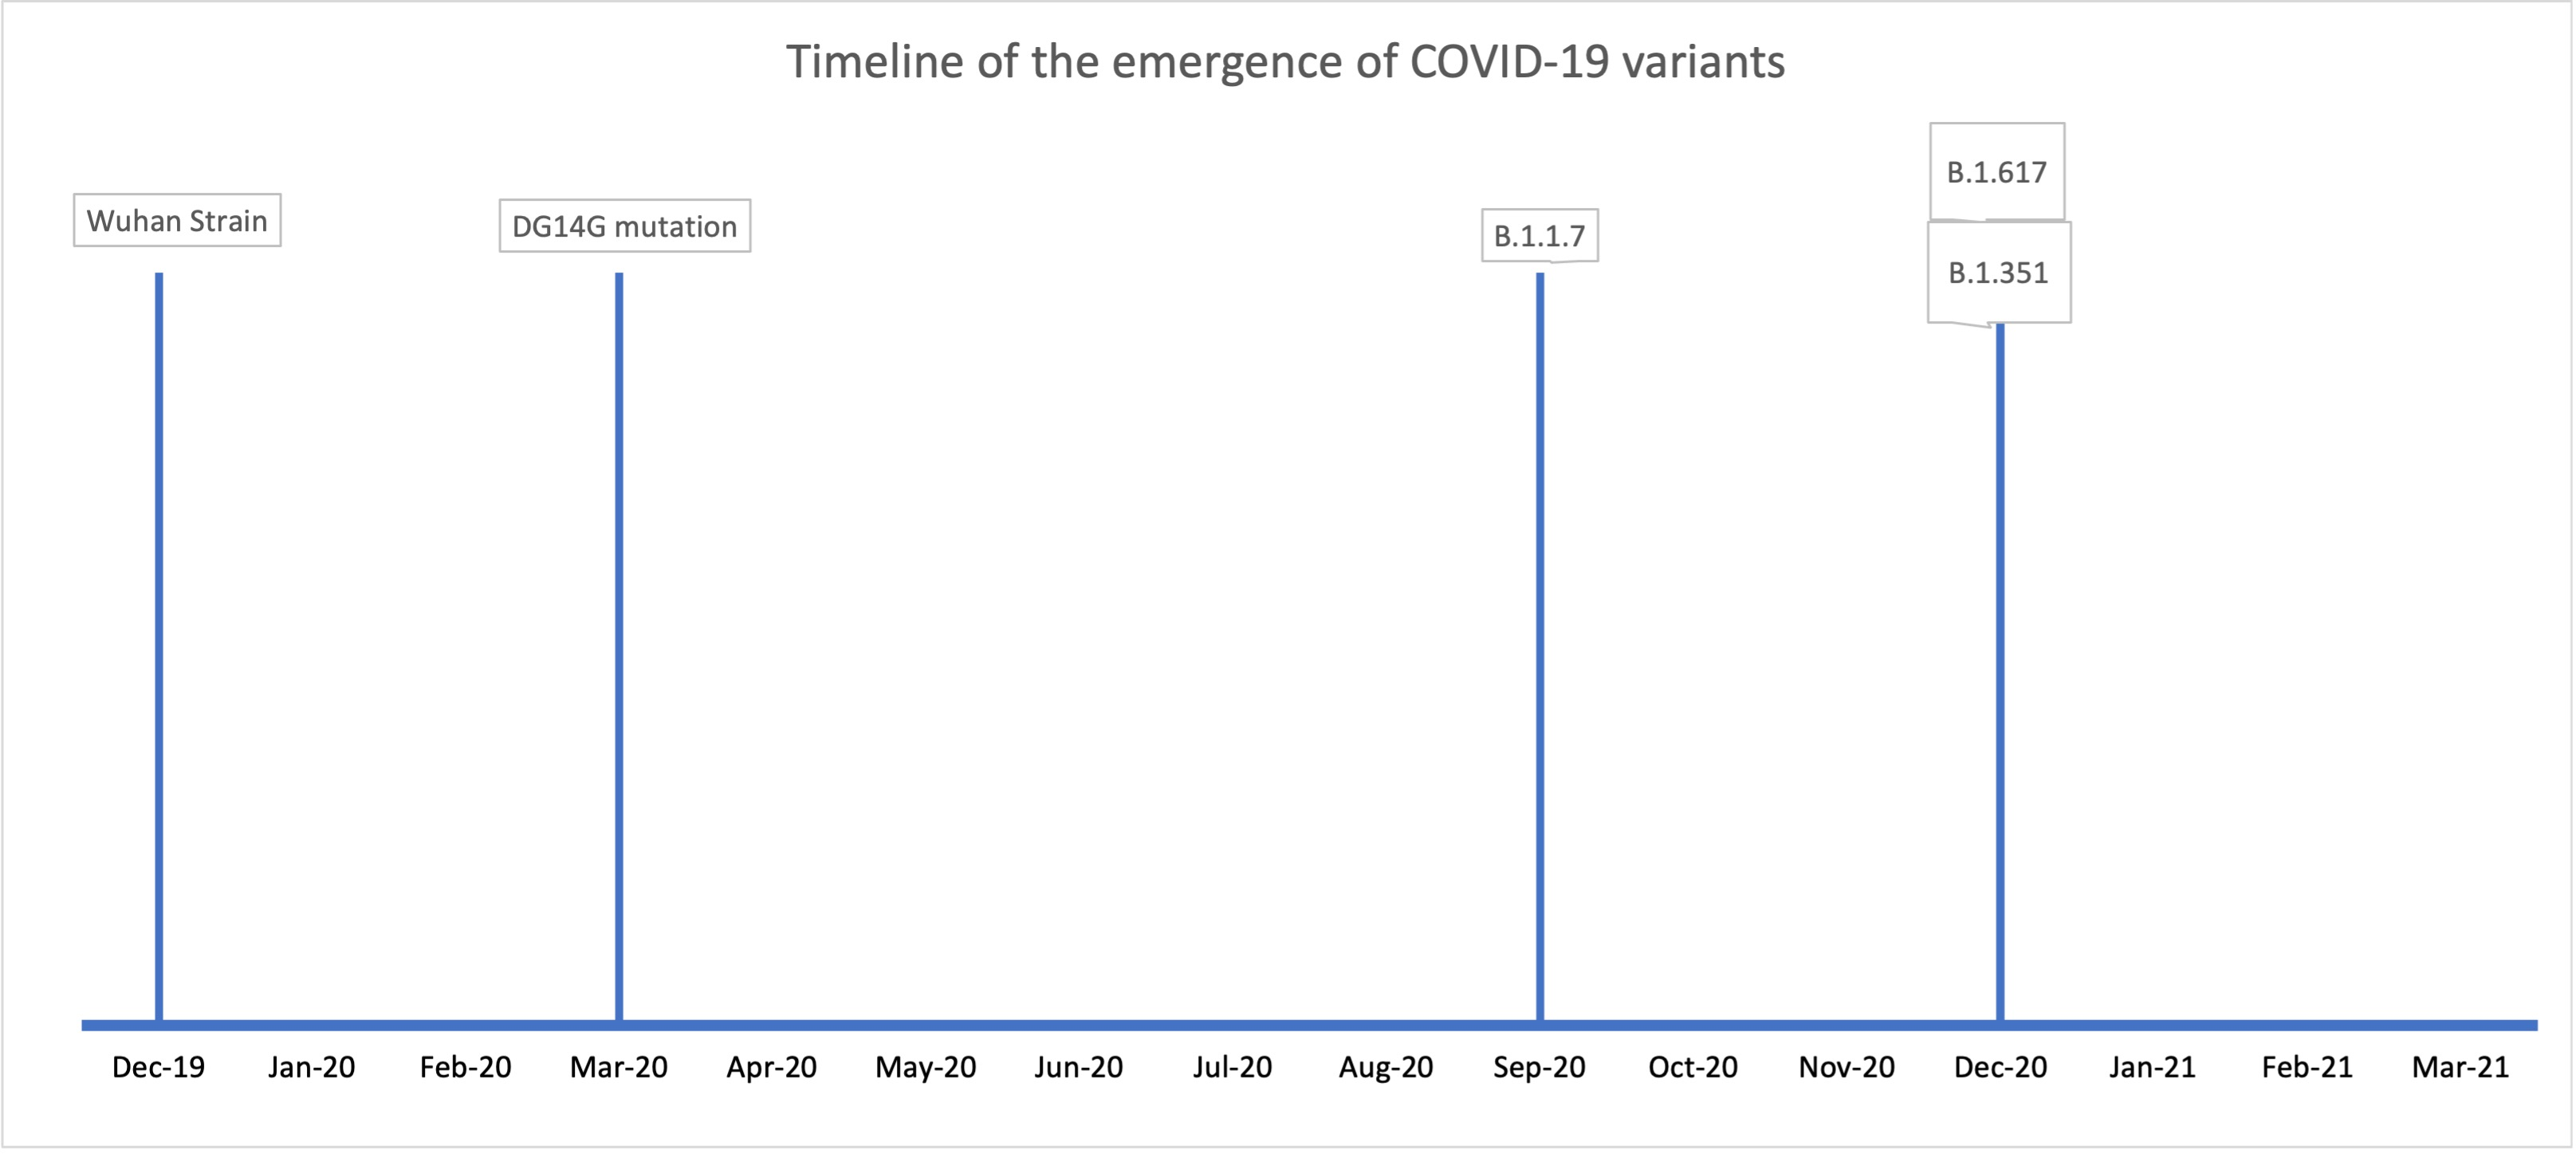 Timeline of the emergence of COVID-19 variants
Wuhan Strain
DG14G mutation
B.1.1.7
B.1.617
B.1.351
Dec-19 Jan-20 Feb-20 Mar-20 Apr-20 May-20 Jun-20 Jul-20 Aug-20 Sep-20 Oct-20 Nov-20 Dec-20 Jan-21 Feb-21 Mar-21